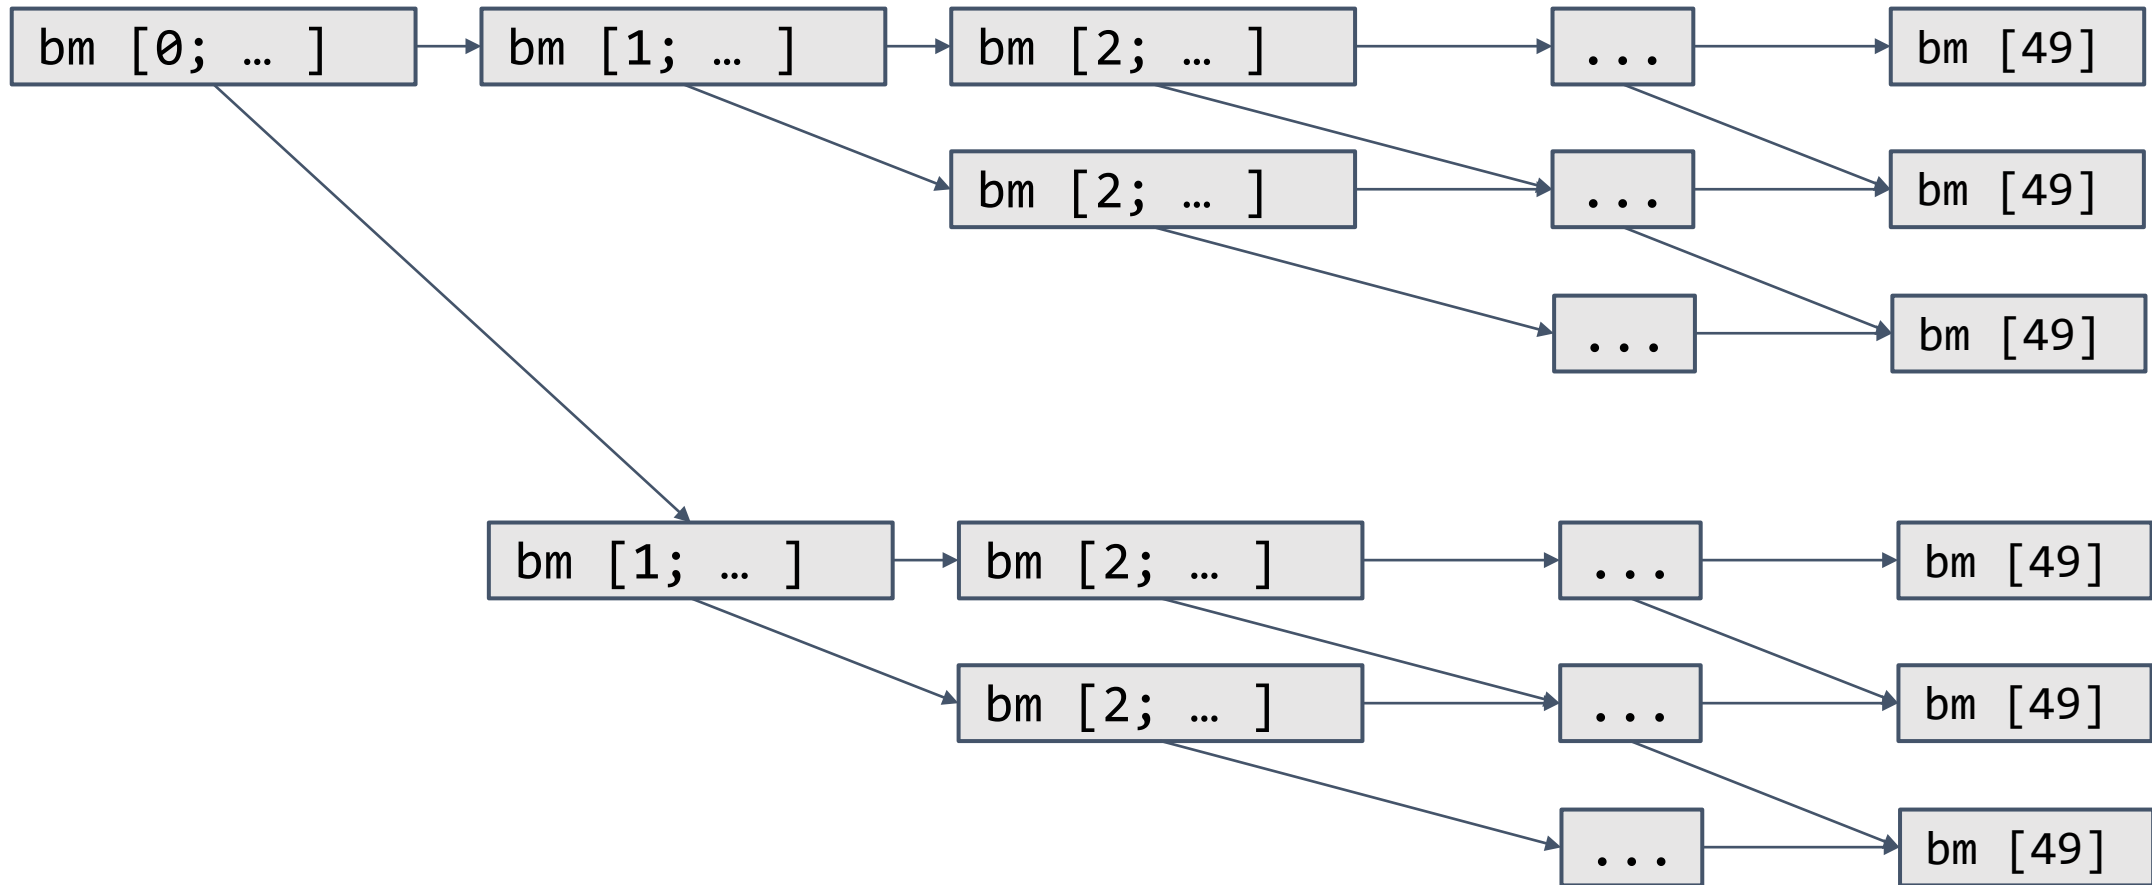 bm [0; … ] bm [1; … ] bm [2; … ] ... bm [49]
bm [2; … ] ... bm [49]
... bm [49]
bm [1; … ] bm [2; … ] ... bm [49]
bm [2; … ] ... bm [49]
... bm [49]